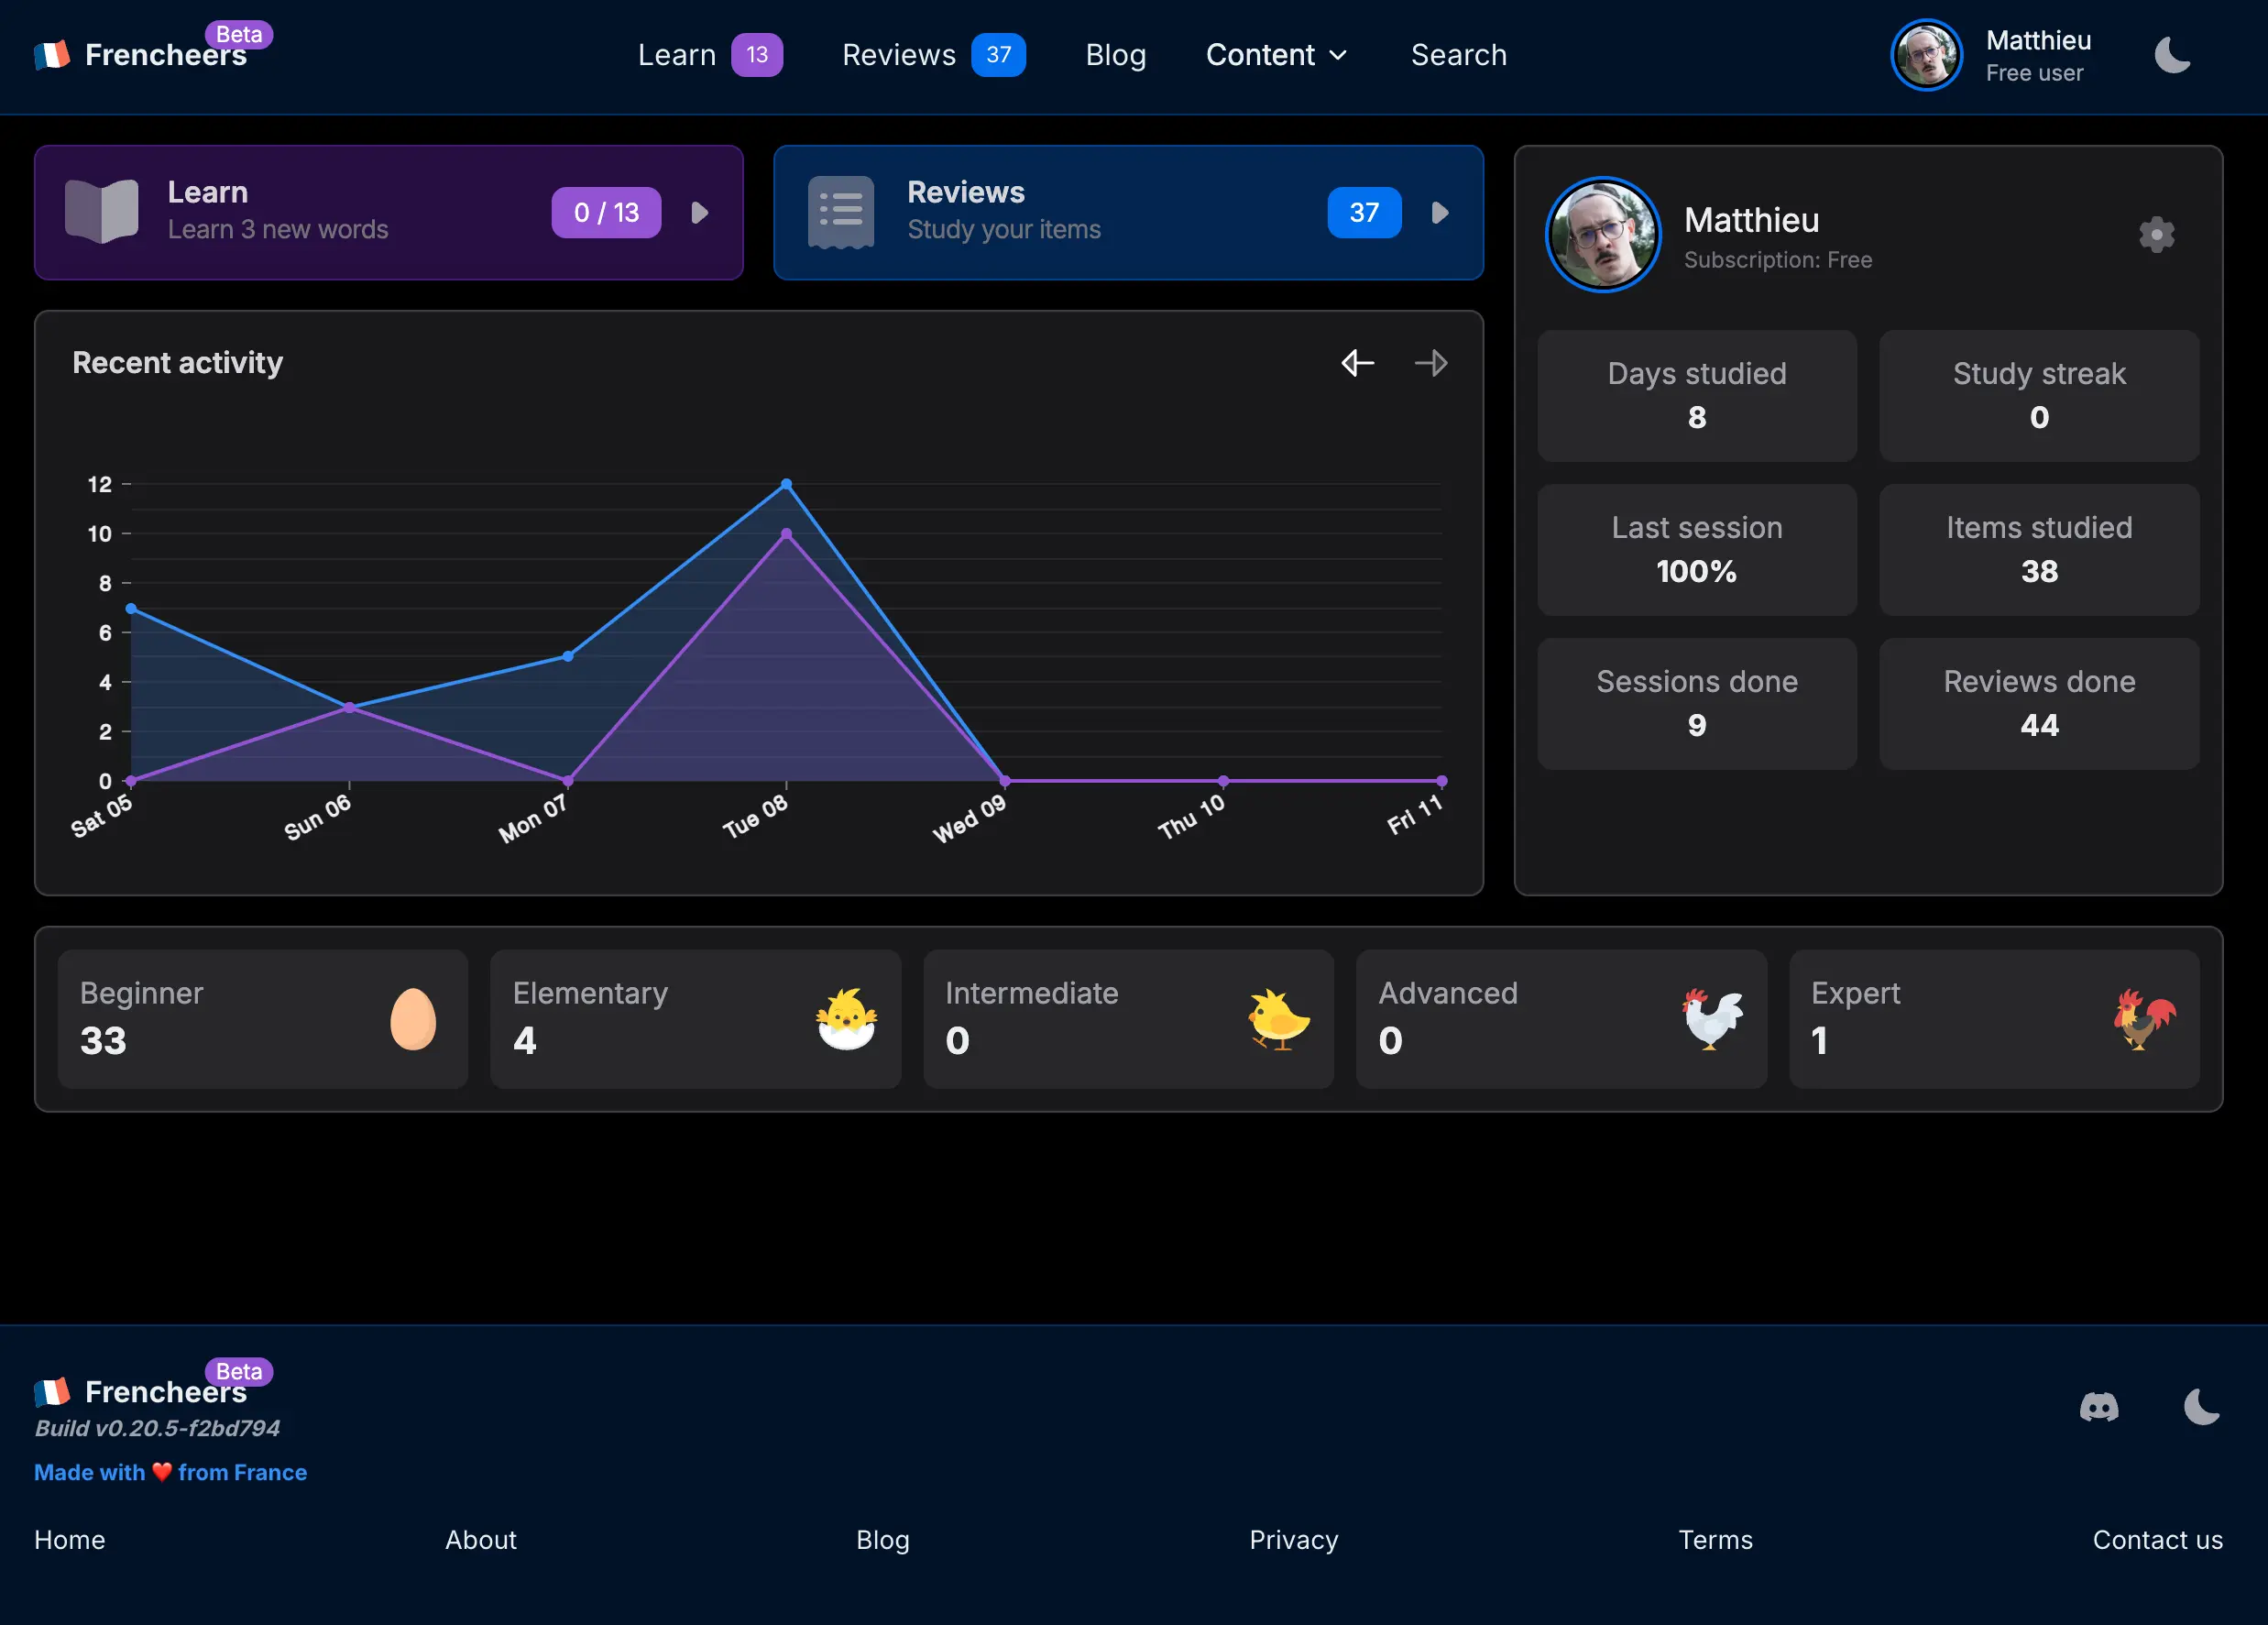 Frencheers Beta
Learn 13
Reviews 37
Blog
Content
Search
Matthieu
Free user
Learn
Learn 3 new words
0 / 13
Reviews
Study your items
37
Matthieu
Subscription: Free
Recent activity
12
10
8
6
4
2
0
Sat 05
Sun 06
Mon 07
Tue 08
Wed 09
Thu 10
Fri 11
Days studied
8
Study streak
0
Last session
100%
Items studied
38
Sessions done
9
Reviews done
44
Beginner
33
Elementary
4
Intermediate
0
Advanced
0
Expert
1
Frencheers Beta
Build v0.20.5-f2bd794
Made with ❤️ from France
Home
About
Blog
Privacy
Terms
Contact us